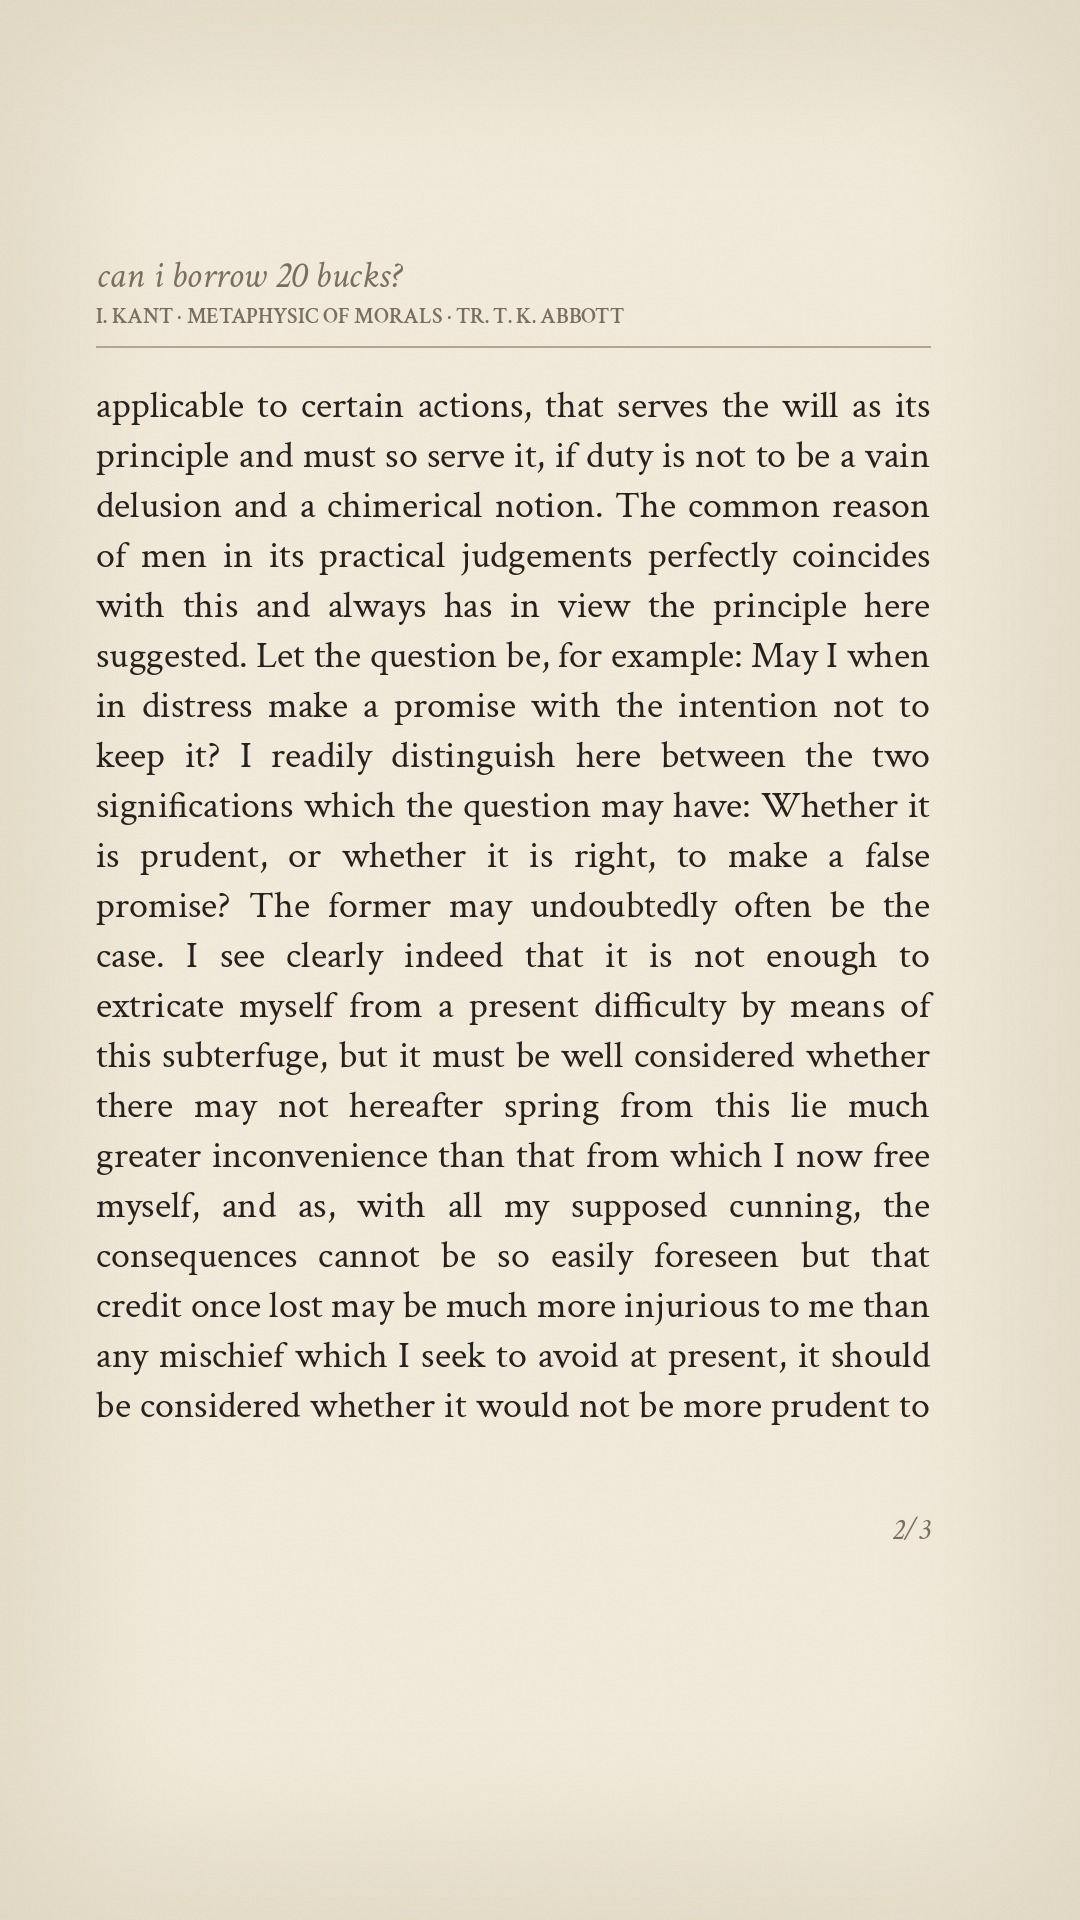 can i borrow 20 bucks?
I. KANT · METAPHYSIC OF MORALS · TR. T. K. ABBOTT
applicable to certain actions, that serves the will as its
principle and must so serve it, if duty is not to be a vain
delusion and a chimerical notion. The common reason
of men in its practical judgements perfectly coincides
with this and always has in view the principle here
suggested. Let the question be, for example: May I when
in distress make a promise with the intention not to
keep it? I readily distinguish here between the two
significations which the question may have: Whether it
is prudent, or whether it is right, to make a false
promise? The former may undoubtedly often be the
case. I see clearly indeed that it is not enough to
extricate myself from a present difficulty by means of
this subterfuge, but it must be well considered whether
there may not hereafter spring from this lie much
greater inconvenience than that from which I now free
myself, and as, with all my supposed cunning, the
consequences cannot be so easily foreseen but that
credit once lost may be much more injurious to me than
any mischief which I seek to avoid at present, it should
be considered whether it would not be more prudent to
2/3